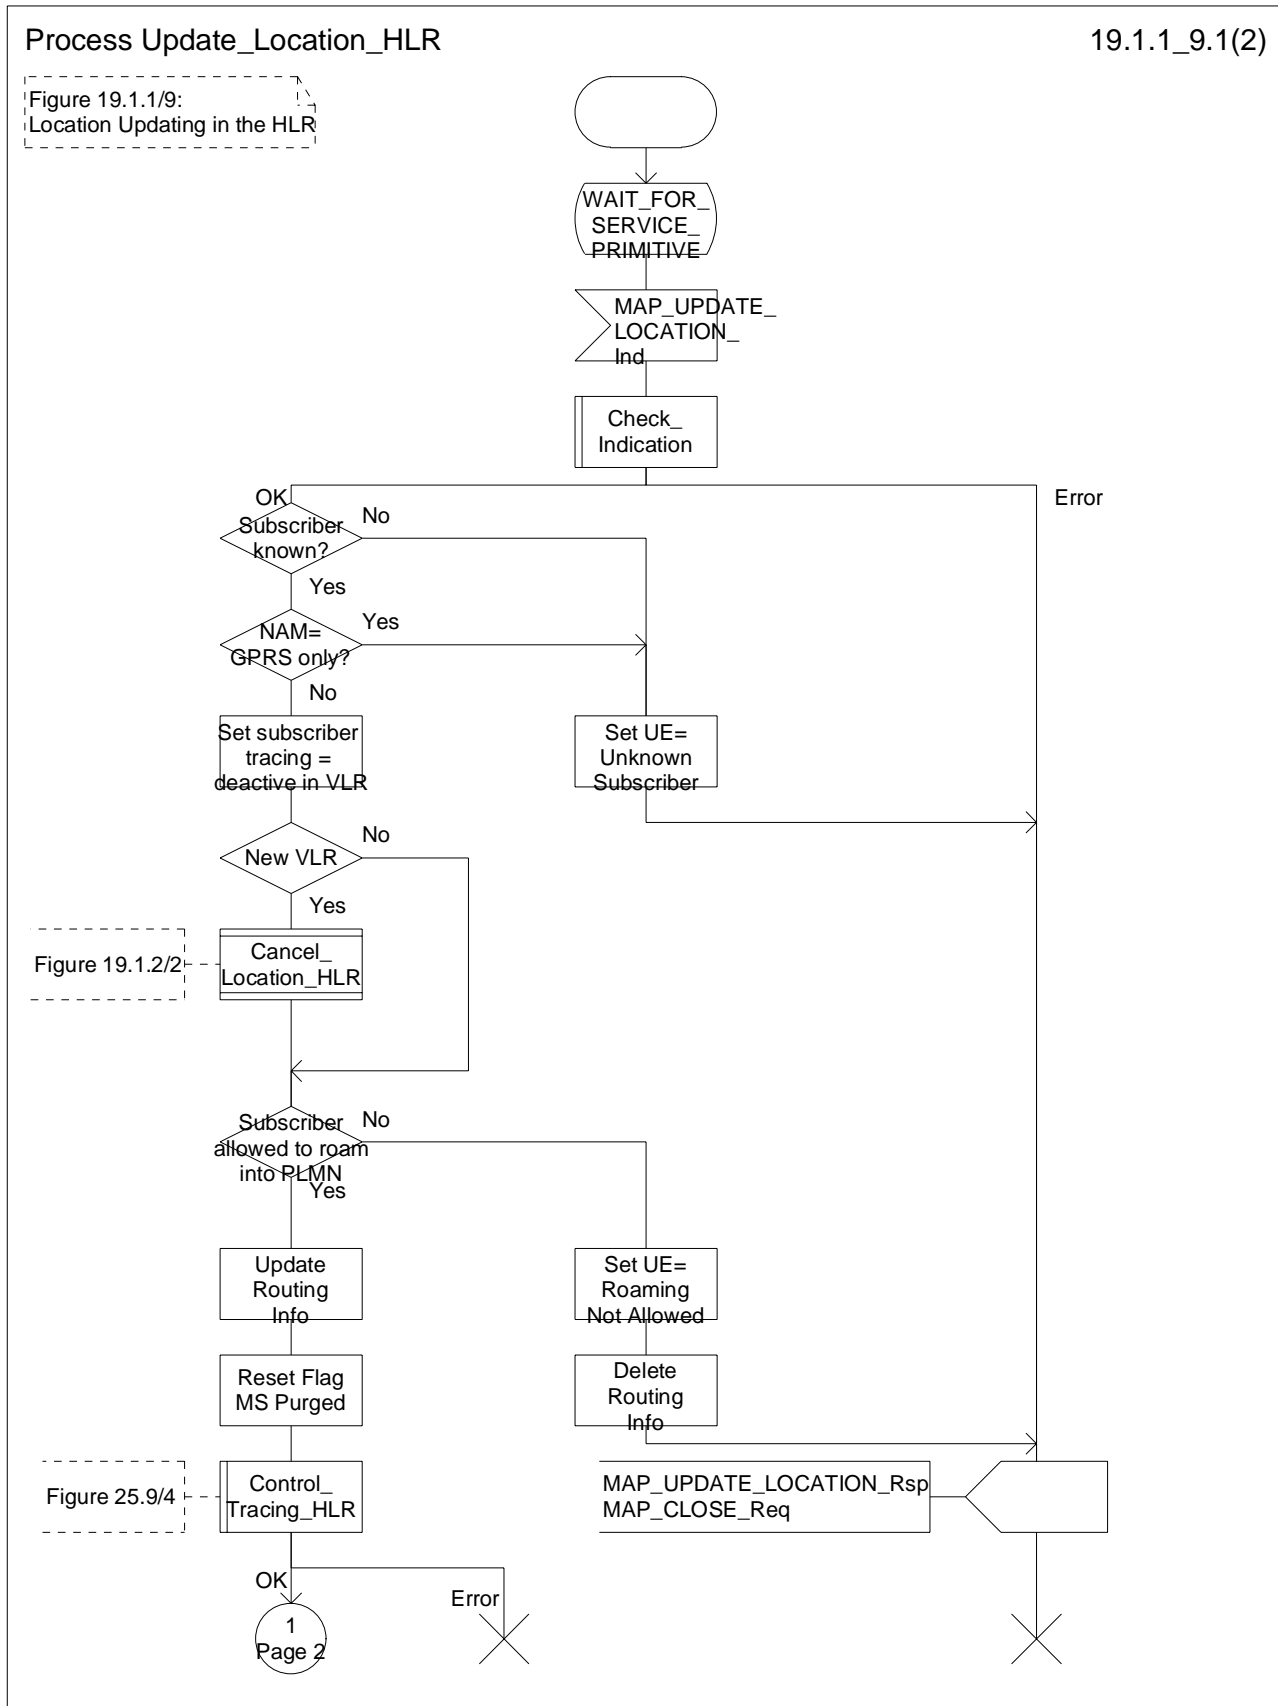 Process Update_Location_HLR
19.1.1_9.1(2)
Figure 19.1.1/9:
Location Updating in the HLR
WAIT_FOR_
SERVICE_
PRIMITIVE
MAP_UPDATE_
LOCATION_
Ind
Check_
Indication
OK
Error
Subscriber
known?
No
Yes
NAM=
GPRS only?
Yes
No
Set subscriber
tracing =
deactive in VLR
Set UE=
Unknown
Subscriber
New VLR
No
Yes
Figure 19.1.2/2
Cancel_
Location_HLR
Subscriber
allowed to roam
into PLMN
No
Yes
Update
Routing
Info
Set UE=
Roaming
Not Allowed
Reset Flag
MS Purged
Delete
Routing
Info
Figure 25.9/4
Control_
Tracing_HLR
MAP_UPDATE_LOCATION_Rsp
MAP_CLOSE_Req
OK
Error
1
Page 2